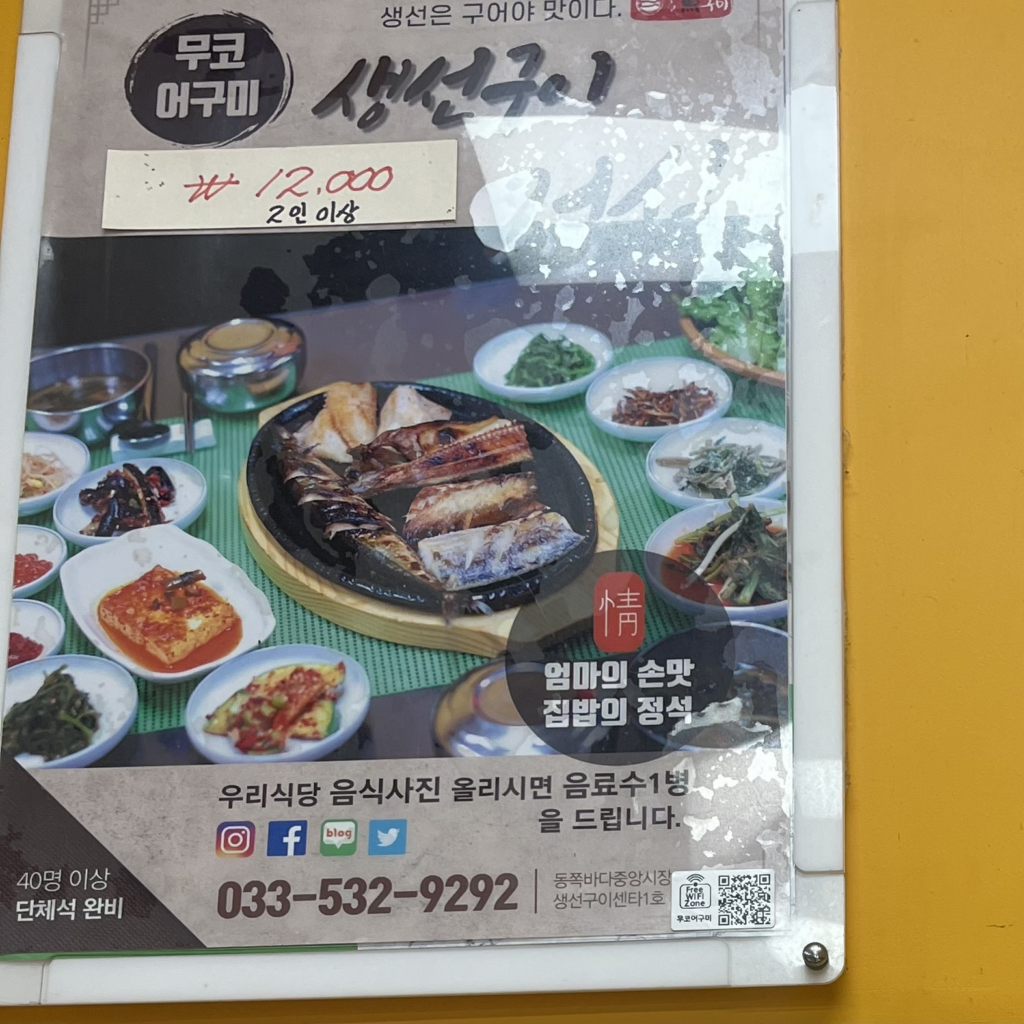 생선은 구어야 맛이다.
구미
무코
어구미
생선구이
₩ 12.000
2인 이상
情
엄마의 손맛
집밥의 정석
우리식당 음식사진 올리시면 음료수1병
을 드립니다.
blog
40명 이상
단체석 완비
033-532-9292
동쪽바다중앙시장
생선구이센타1호
Free
WiFi
Zone
무코어구미